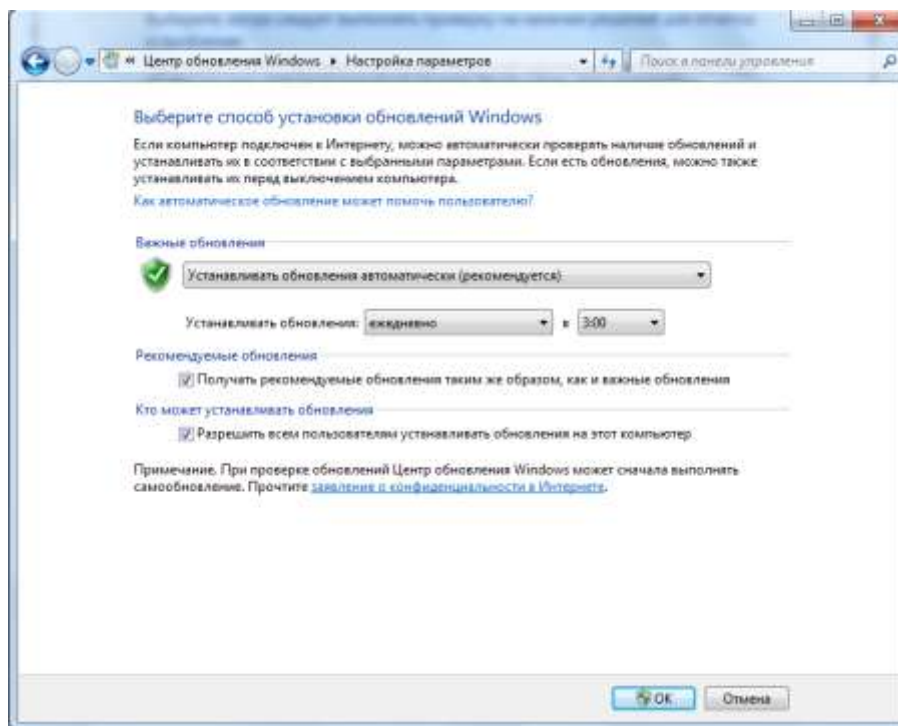 Центр обновления Windows ▸ Настройка параметров
Поиск в панели управления
Выберите способ установки обновлений Windows
Если компьютер подключен к Интернету, можно автоматически проверять наличие обновлений и
устанавливать их в соответствии с выбранными параметрами. Если есть обновления, можно также
устанавливать их перед выключением компьютера.
Как автоматическое обновление может помочь пользователю?
Важные обновления
Устанавливать обновления автоматически (рекомендуется)
Устанавливать обновления: ежедневно в 3:00
Рекомендуемые обновления
Получать рекомендуемые обновления таким же образом, как и важные обновления
Кто может устанавливать обновления
Разрешить всем пользователям устанавливать обновления на этот компьютер
Примечание. При проверке обновлений Центр обновления Windows может сначала выполнять
самообновление. Прочтите заявление о конфиденциальности в Интернете.
OK Отмена